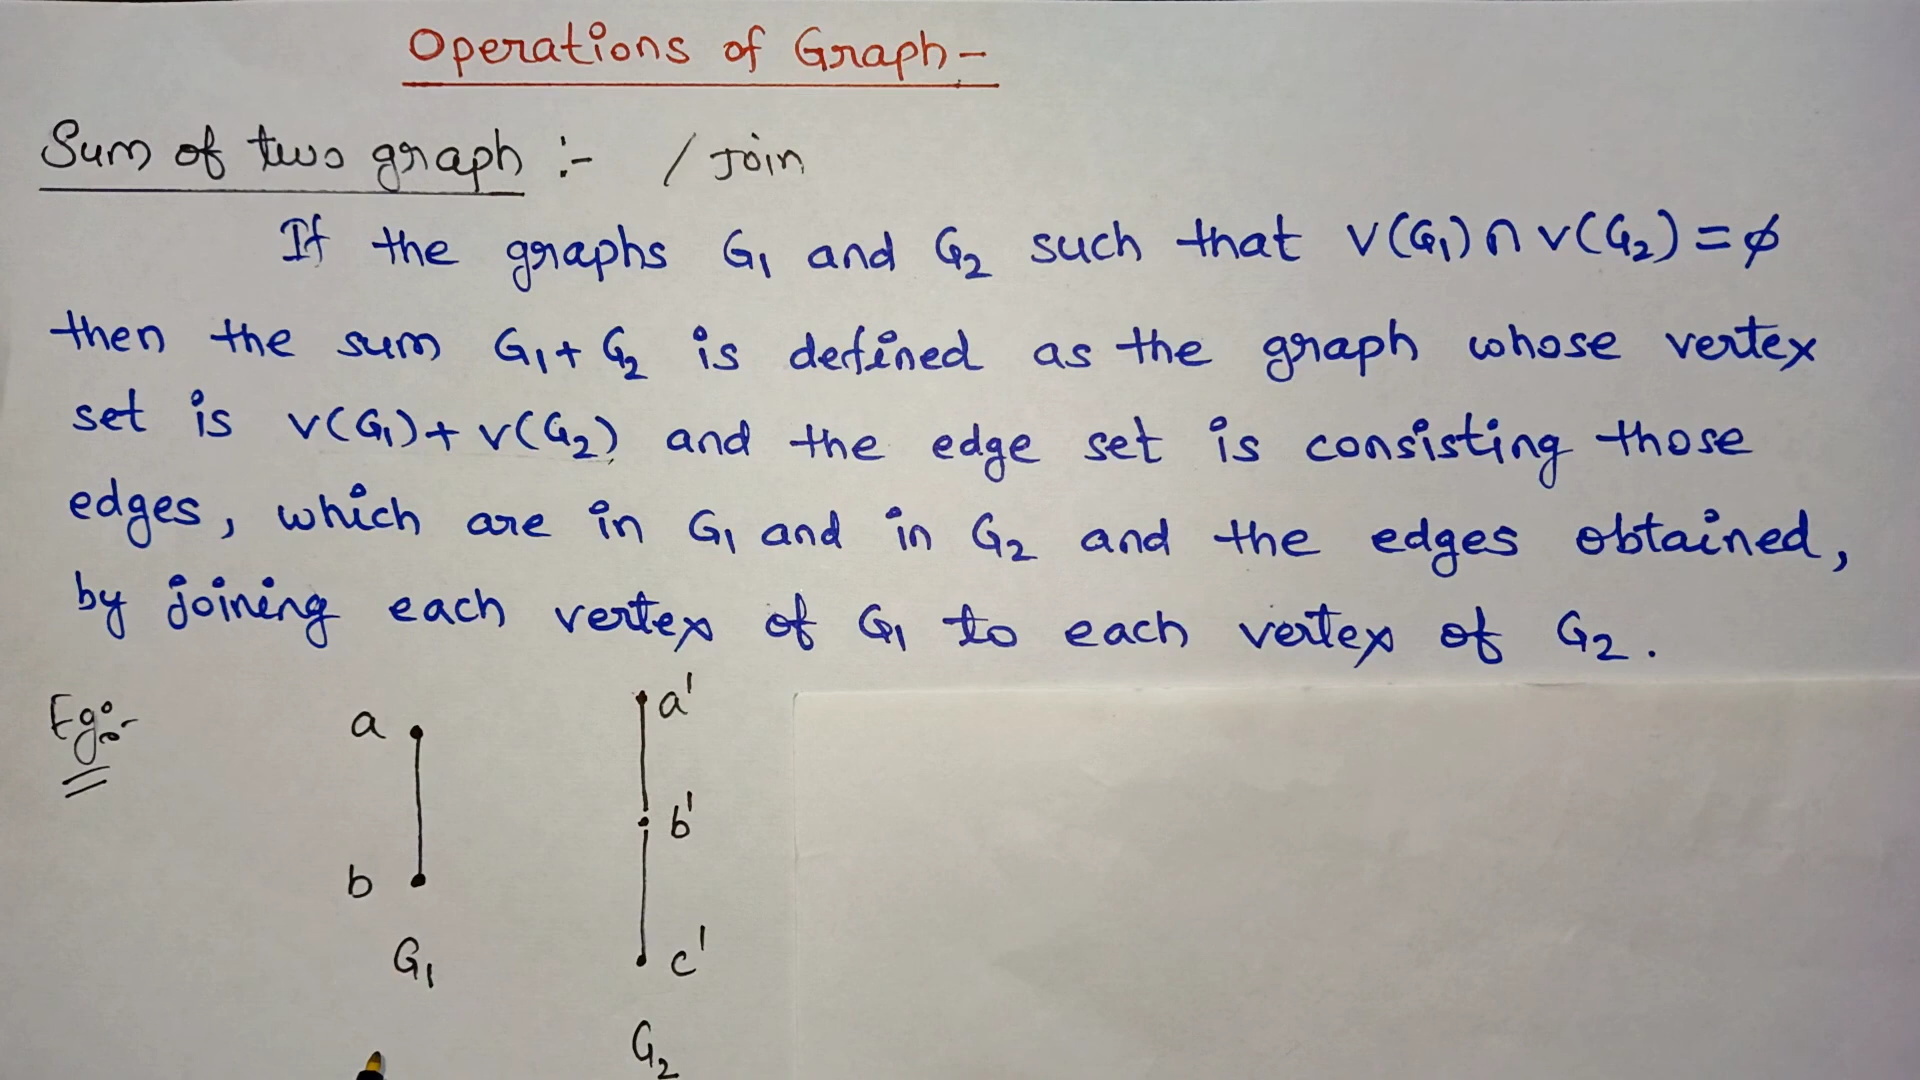 Operations of Graph-
Sum of two graph :- / Join
If the graphs G₁ and G₂ such that V(G₁) ∩ V(G₂) = ϕ
then the sum G₁+G₂ is defined as the graph whose vertex
set is V(G₁)+V(G₂) and the edge set is consisting those
edges, which are in G₁ and in G₂ and the edges obtained,
by joining each vertex of G₁ to each vertex of G₂.
Eg:-
a
b
G₁
a'
b'
c'
G₂